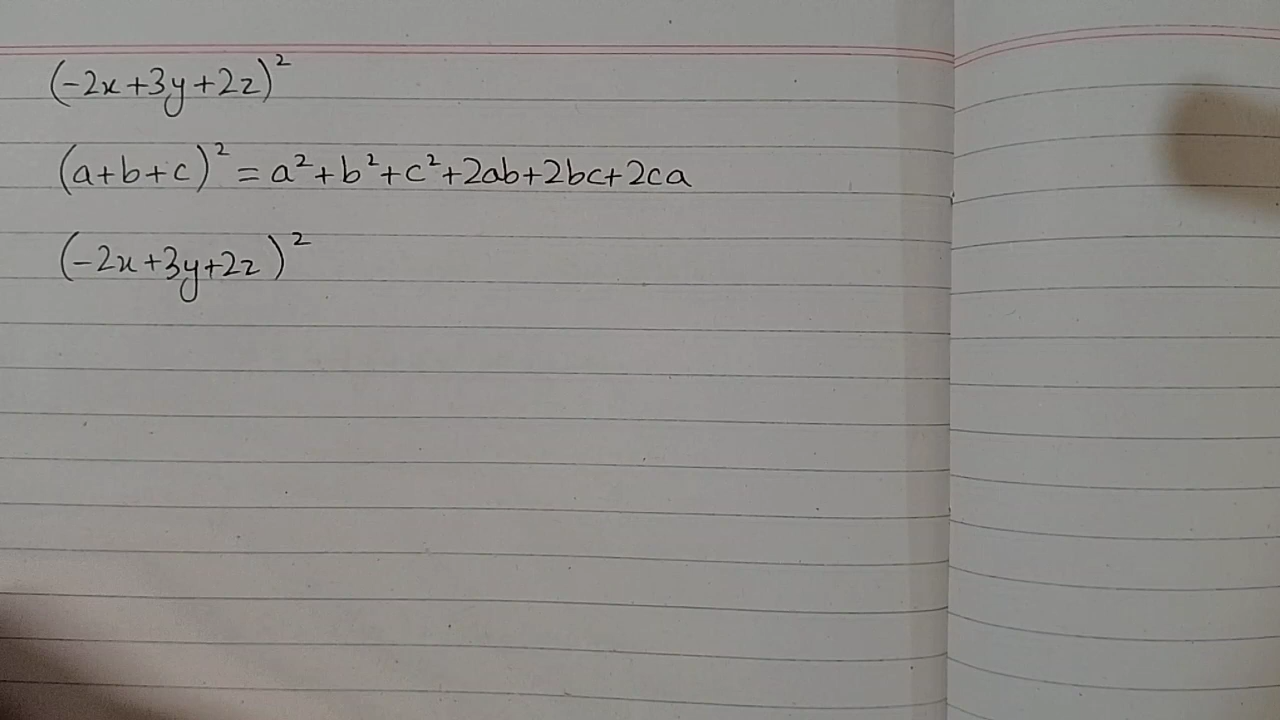 (-2x+3y+2z)²
(a+b+c)² = a²+b²+c²+2ab+2bc+2ca
(-2x+3y+2z)²